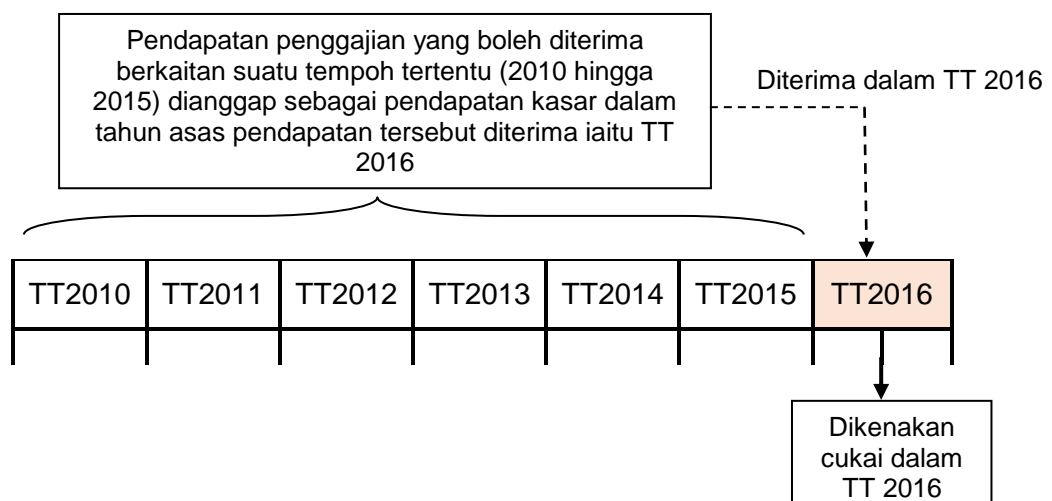 Pendapatan penggajian yang boleh diterima
berkaitan suatu tempoh tertentu (2010 hingga
2015) dianggap sebagai pendapatan kasar dalam
tahun asas pendapatan tersebut diterima iaitu TT
2016
Diterima dalam TT 2016
TT2010 TT2011 TT2012 TT2013 TT2014 TT2015 TT2016
Dikenakan
cukai dalam
TT 2016